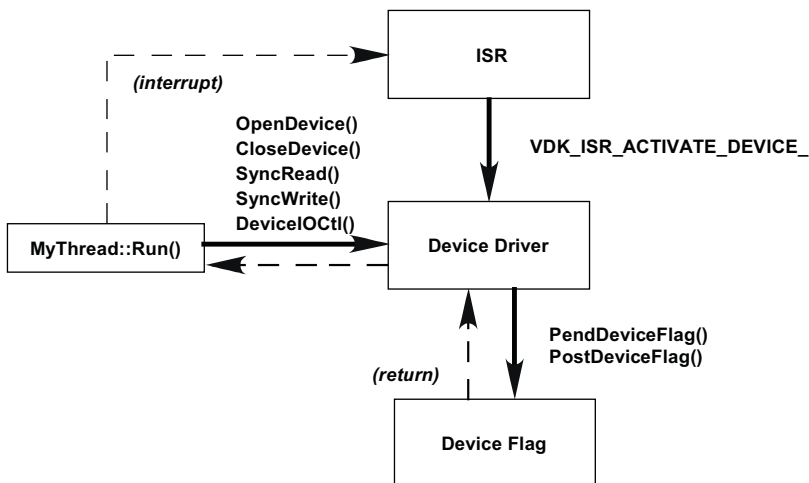 ISR
(interrupt)
OpenDevice()
CloseDevice()
SyncRead()
SyncWrite()
DeviceIOCtl()
VDK_ISR_ACTIVATE_DEVICE_
MyThread::Run()
Device Driver
PendDeviceFlag()
PostDeviceFlag()
(return)
Device Flag